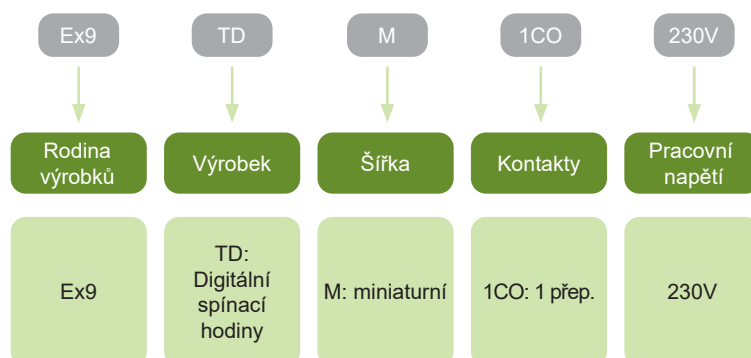 Ex9
TD
M
1CO
230V
Rodina
výrobků
Výrobek
Šířka
Kontakty
Pracovní
napětí
Ex9
TD:
Digitální
spínací
hodiny
M: miniaturní
1CO: 1 přep.
230V